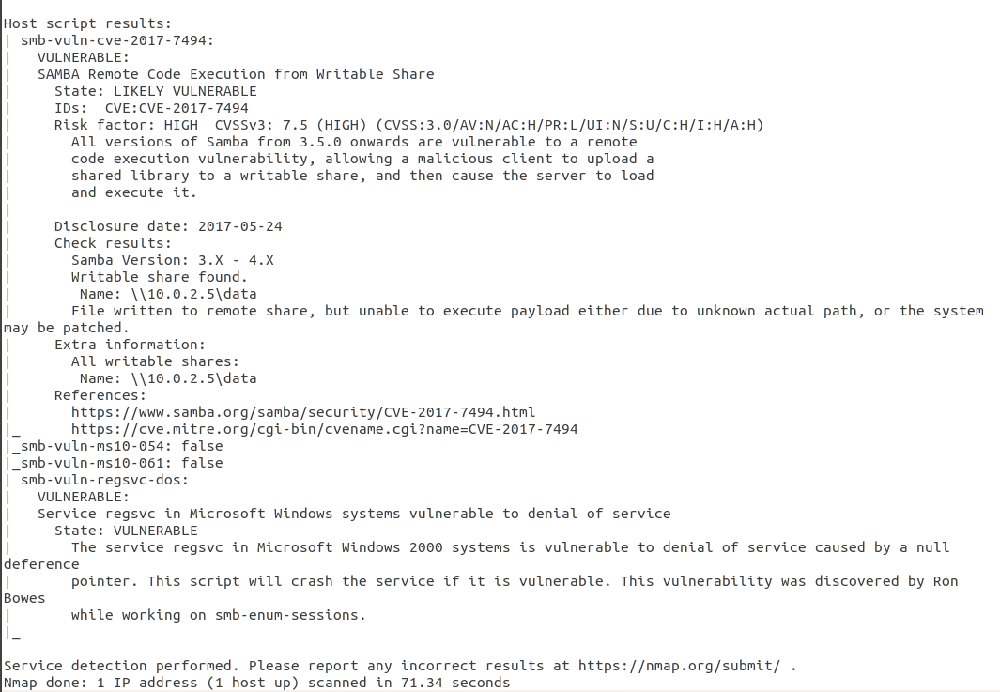 Host script results:
| smb-vuln-cve-2017-7494:
|   VULNERABLE:
|   SAMBA Remote Code Execution from Writable Share
|     State: LIKELY VULNERABLE
|     IDs:  CVE:CVE-2017-7494
|     Risk factor: HIGH  CVSSv3: 7.5 (HIGH) (CVSS:3.0/AV:N/AC:H/PR:L/UI:N/S:U/C:H/I:H/A:H)
|       All versions of Samba from 3.5.0 onwards are vulnerable to a remote
|       code execution vulnerability, allowing a malicious client to upload a
|       shared library to a writable share, and then cause the server to load
|       and execute it.
|
|     Disclosure date: 2017-05-24
|     Check results:
|       Samba Version: 3.X - 4.X
|       Writable share found.
|        Name: \\10.0.2.5\data
|       File written to remote share, but unable to execute payload either due to unknown actual path, or the system
may be patched.
|     Extra information:
|       All writable shares:
|        Name: \\10.0.2.5\data
|     References:
|       https://www.samba.org/samba/security/CVE-2017-7494.html
|_      https://cve.mitre.org/cgi-bin/cvename.cgi?name=CVE-2017-7494
|_smb-vuln-ms10-054: false
|_smb-vuln-ms10-061: false
| smb-vuln-regsvc-dos:
|   VULNERABLE:
|   Service regsvc in Microsoft Windows systems vulnerable to denial of service
|     State: VULNERABLE
|       The service regsvc in Microsoft Windows 2000 systems is vulnerable to denial of service caused by a null
deference
|       pointer. This script will crash the service if it is vulnerable. This vulnerability was discovered by Ron
Bowes
|       while working on smb-enum-sessions.
|_
Service detection performed. Please report any incorrect results at https://nmap.org/submit/ .
Nmap done: 1 IP address (1 host up) scanned in 71.34 seconds